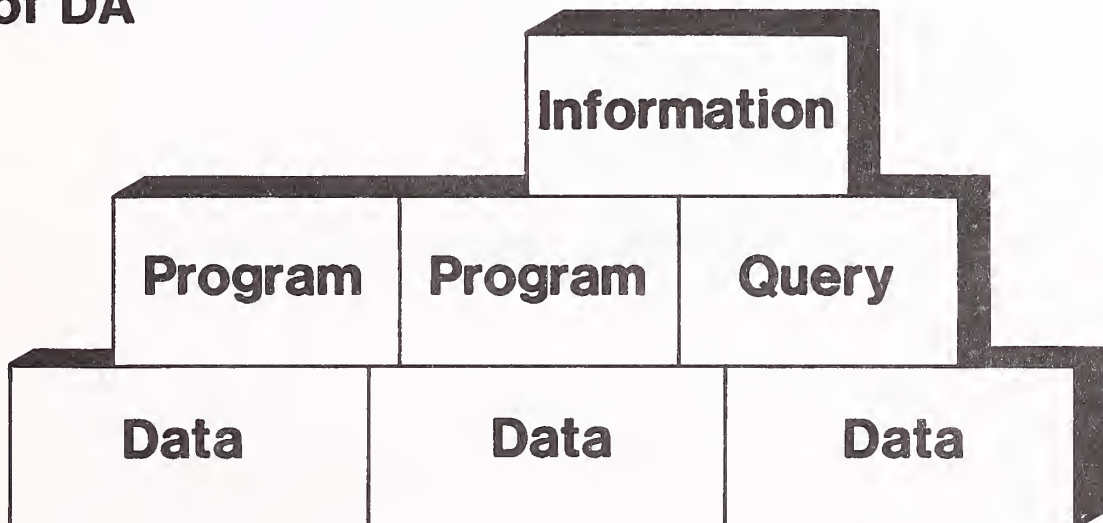 of DA
Information
Program Program Query
Data Data Data